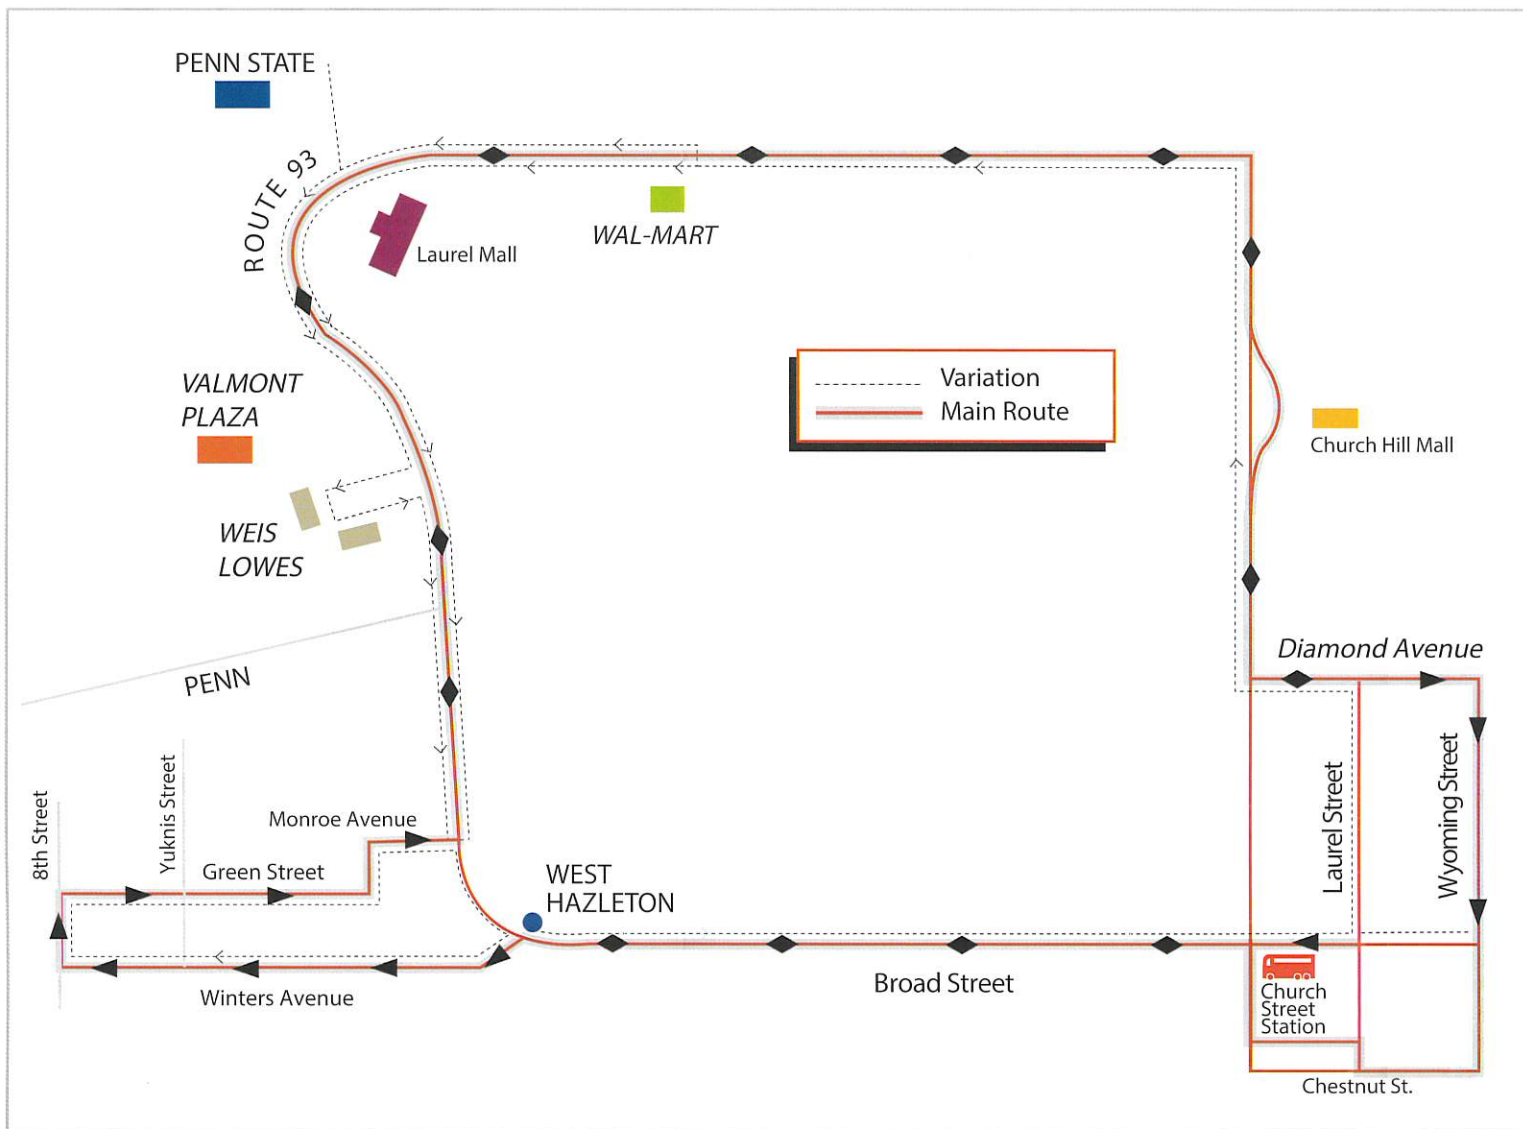 PENN STATE
ROUTE 93
Laurel Mall
WAL-MART
VALMONT
PLAZA
Variation
Main Route
Church Hill Mall
WEIS
LOWES
Diamond Avenue
PENN
8th Street
Yuknis Street
Monroe Avenue
Green Street
WEST
HAZLETON
Laurel Street
Wyoming Street
Winters Avenue
Broad Street
Church
Street
Station
Chestnut St.